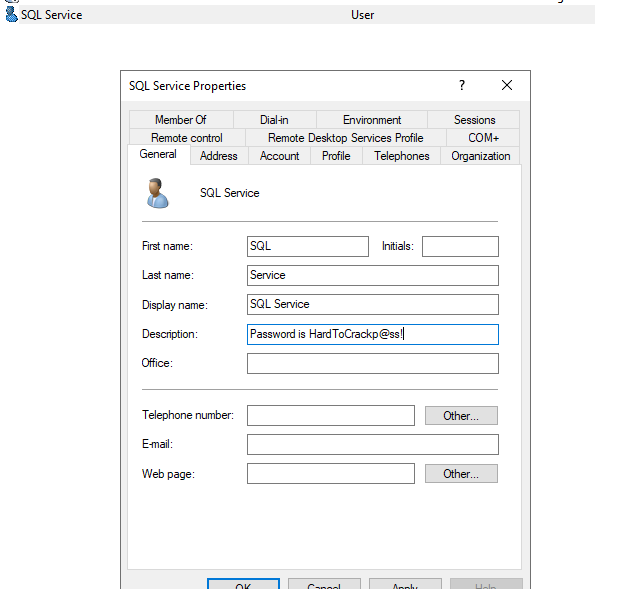 SQL Service User
SQL Service Properties
?
Member Of Dial-in Environment Sessions
Remote control Remote Desktop Services Profile COM+
General Address Account Profile Telephones Organization
SQL Service
First name: SQL Initials:
Last name: Service
Display name: SQL Service
Description: Password is HardToCrackp@ss!
Office:
Telephone number: Other...
E-mail:
Web page: Other...
OK Cancel Apply Help